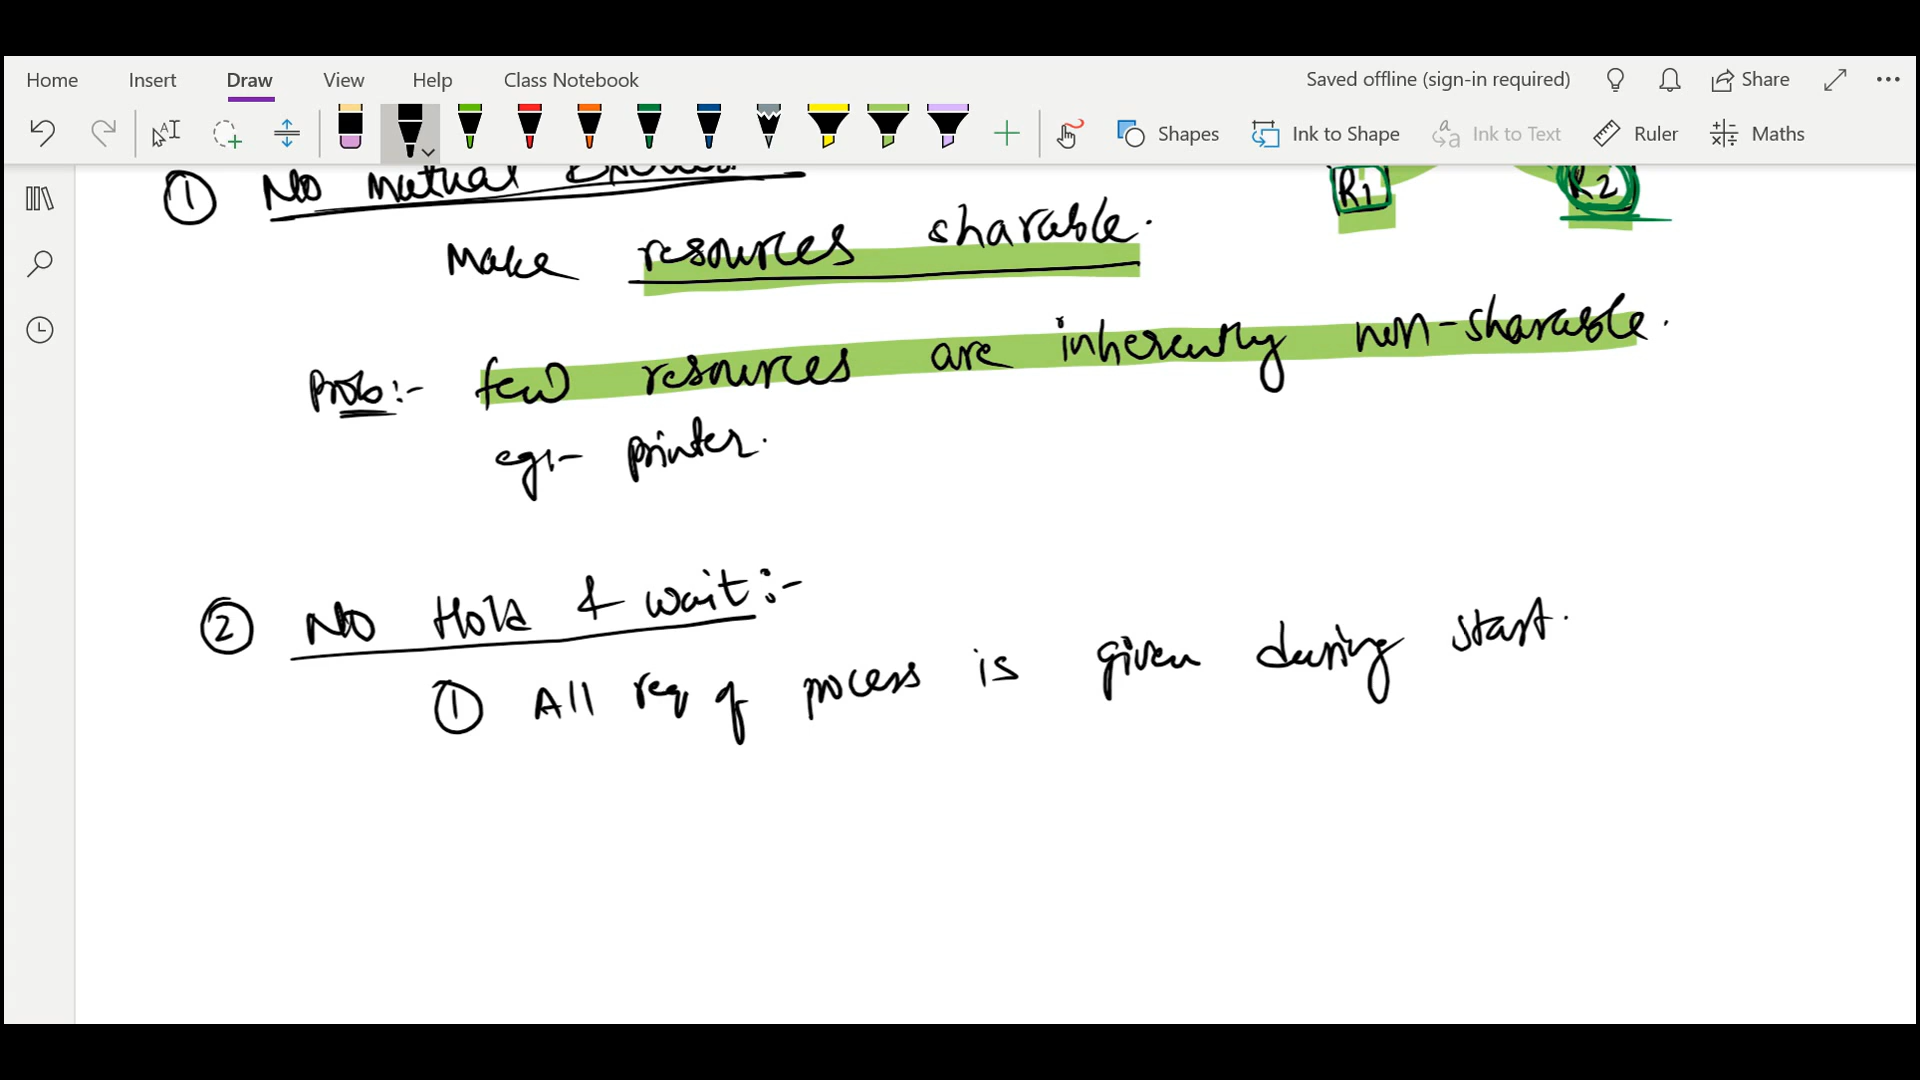 Home Insert Draw View Help Class Notebook Saved offline (sign-in required) Share
Shapes Ink to Shape Ink to Text Ruler Maths
① No Mutual
R1 R2
Make resources sharable.
Prob:- few resources are inherently non-sharable.
eg:- printer.
② No Hold & wait:-
① All req of process is given during start.